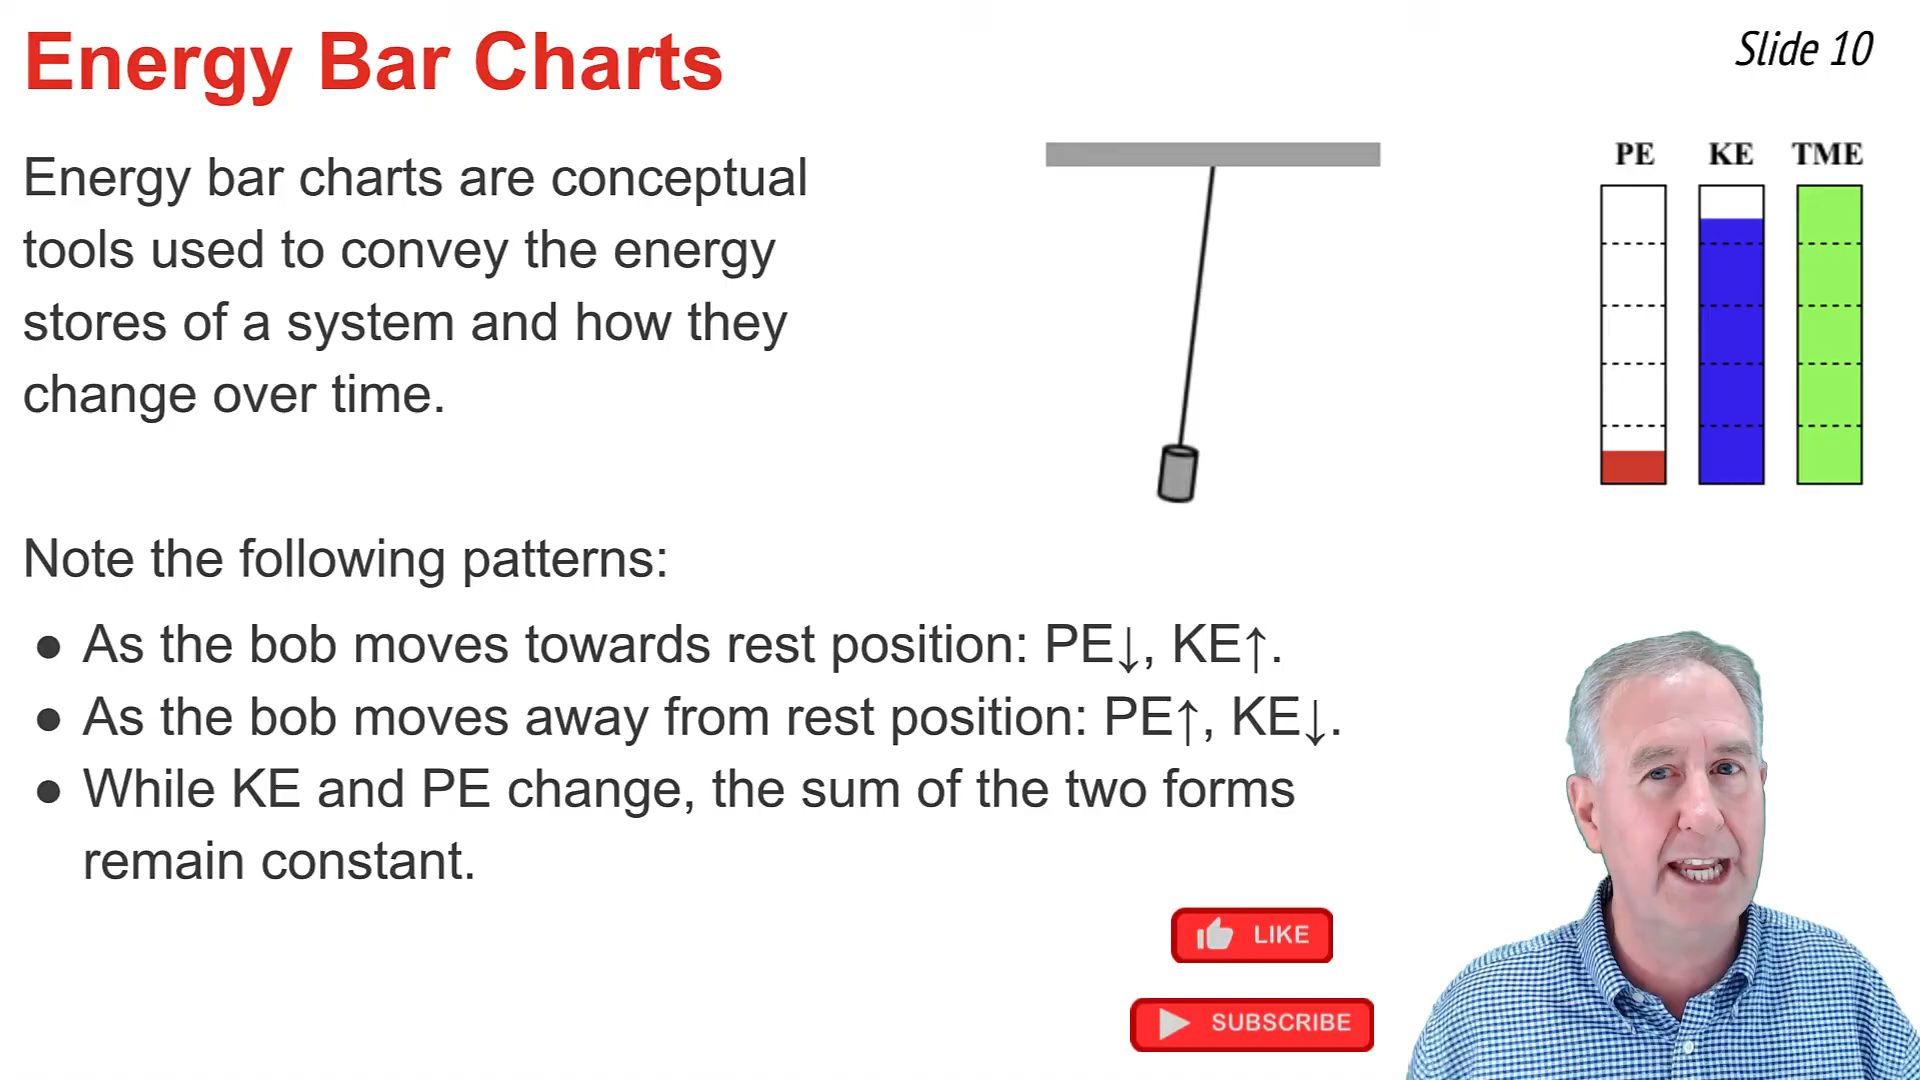 Energy Bar Charts
Slide 10
Energy bar charts are conceptual
tools used to convey the energy
stores of a system and how they
change over time.
PE KE TME
Note the following patterns:
● As the bob moves towards rest position: PE↓, KE↑.
● As the bob moves away from rest position: PE↑, KE↓.
● While KE and PE change, the sum of the two forms
remain constant.
LIKE
SUBSCRIBE